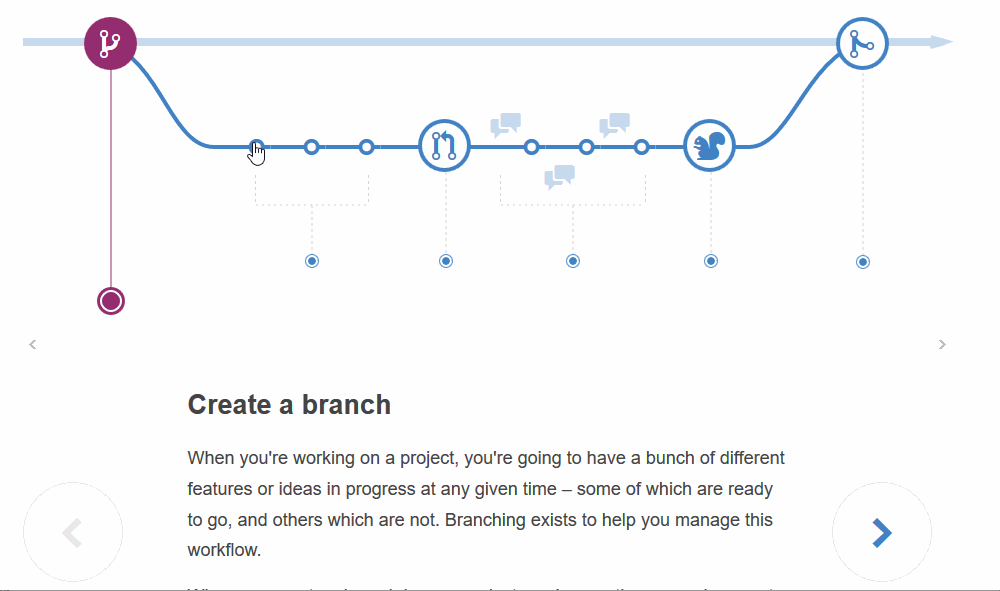 Create a branch
When you're working on a project, you're going to have a bunch of different
features or ideas in progress at any given time – some of which are ready
to go, and others which are not. Branching exists to help you manage this
workflow.